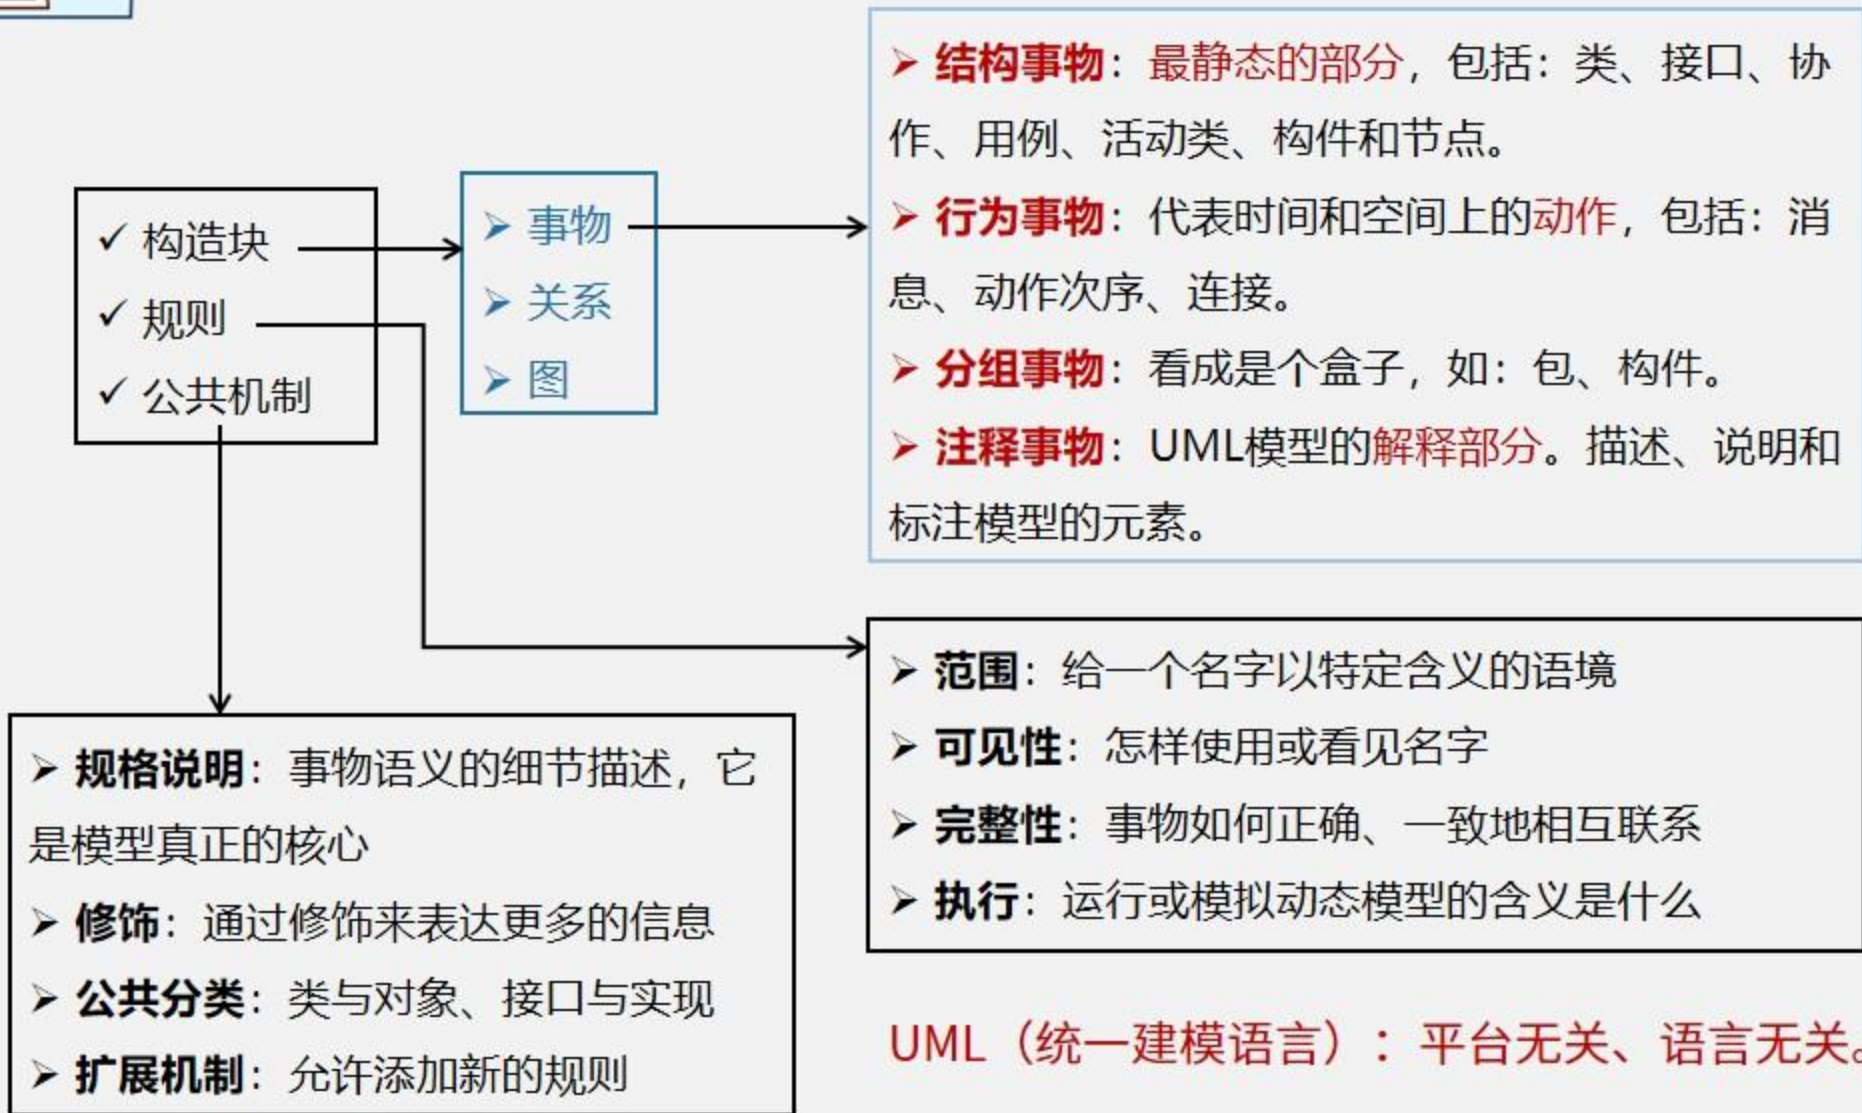 ✓ 构造块
✓ 规则
✓ 公共机制
➢ 事物
➢ 关系
➢ 图
➢ 结构事物：最静态的部分，包括：类、接口、协
作、用例、活动类、构件和节点。
➢ 行为事物：代表时间和空间上的动作，包括：消
息、动作次序、连接。
➢ 分组事物：看成是个盒子，如：包、构件。
➢ 注释事物：UML模型的解释部分。描述、说明和
标注模型的元素。
➢ 范围：给一个名字以特定含义的语境
➢ 可见性：怎样使用或看见名字
➢ 完整性：事物如何正确、一致地相互联系
➢ 执行：运行或模拟动态模型的含义是什么
➢ 规格说明：事物语义的细节描述，它
是模型真正的核心
➢ 修饰：通过修饰来表达更多的信息
➢ 公共分类：类与对象、接口与实现
➢ 扩展机制：允许添加新的规则
UML（统一建模语言）：平台无关、语言无关。